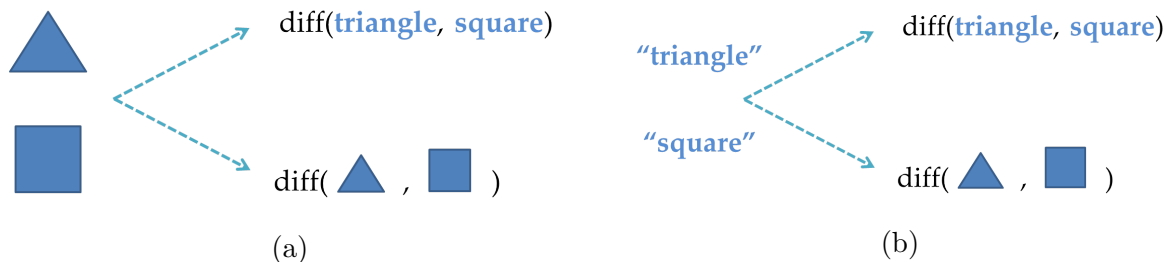 diff(triangle, square)
diff( , )
(a)
“triangle”
“square”
diff(triangle, square)
diff( , )
(b)